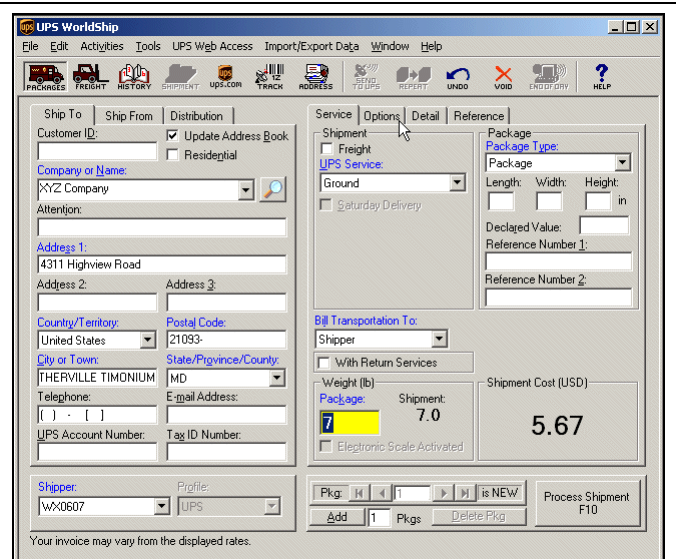 UPS WorldShip
File Edit Activities Tools UPS Web Access Import/Export Data Window Help
PACKAGES FREIGHT HISTORY SHIPMENT ups.com TRACK ADDRESS SEND TO UPS REPEAT UNDO VOID END OF DAY HELP
Ship To Ship From Distribution
Customer ID:
Update Address Book
Residential
Company or Name:
XYZ Company
Attention:
Address 1:
4311 Highview Road
Address 2: Address 3:
Country/Territory: Postal Code:
United States 21093-
City or Town: State/Province/County:
THERVILLE TIMONIUM MD
Telephone: E-mail Address:
( ) - [ ]
UPS Account Number: Tax ID Number:
Shipper: Profile:
WX0607 UPS
Service Options Detail Reference
Shipment
Freight
UPS Service:
Ground
Saturday Delivery
Package
Package Type:
Package
Length: Width: Height:
in
Declared Value:
Reference Number 1:
Reference Number 2:
Bill Transportation To:
Shipper
With Return Services
Weight (lb)
Package: Shipment:
7 7.0
Electronic Scale Activated
Shipment Cost (USD)
5.67
Pkg: 1 is NEW
Add 1 Pkgs Delete Pkg
Process Shipment
F10
Your invoice may vary from the displayed rates.